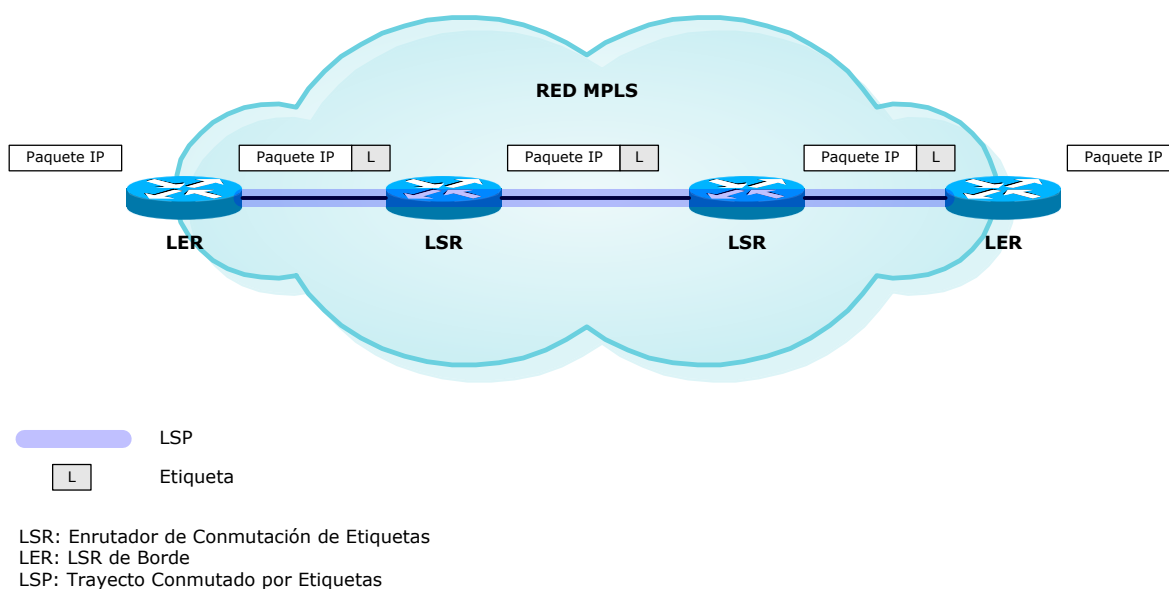 RED MPLS
Paquete IP
Paquete IP L
Paquete IP L
Paquete IP L
Paquete IP
LER
LSR
LSR
LER
LSP
L Etiqueta
LSR: Enrutador de Conmutación de Etiquetas
LER: LSR de Borde
LSP: Trayecto Conmutado por Etiquetas